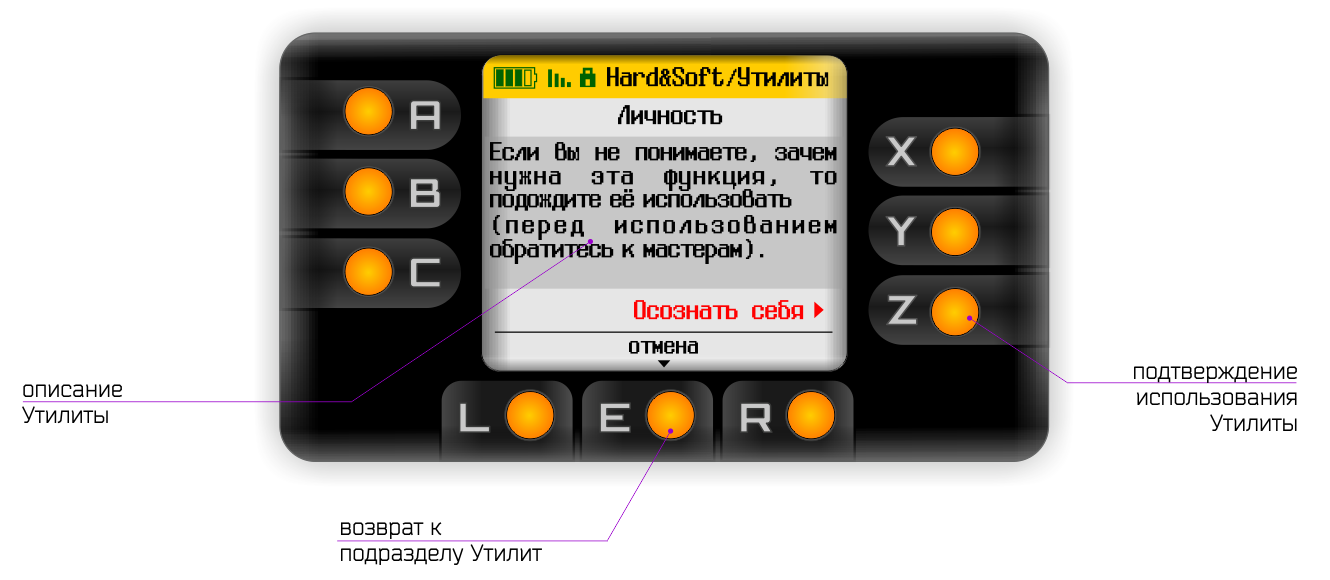 Hard&Soft/Утилиты
Личность
A
Если Вы не понимаете, зачем
нужна эта функция, то
подождите её использовать
(перед использованием
обратитесь к мастерам).
X
B
Y
C
Z
Осознать себя
отмена
подтверждение
использования
Утилиты
описание
Утилиты
L
E
R
возврат к
подразделу Утилит